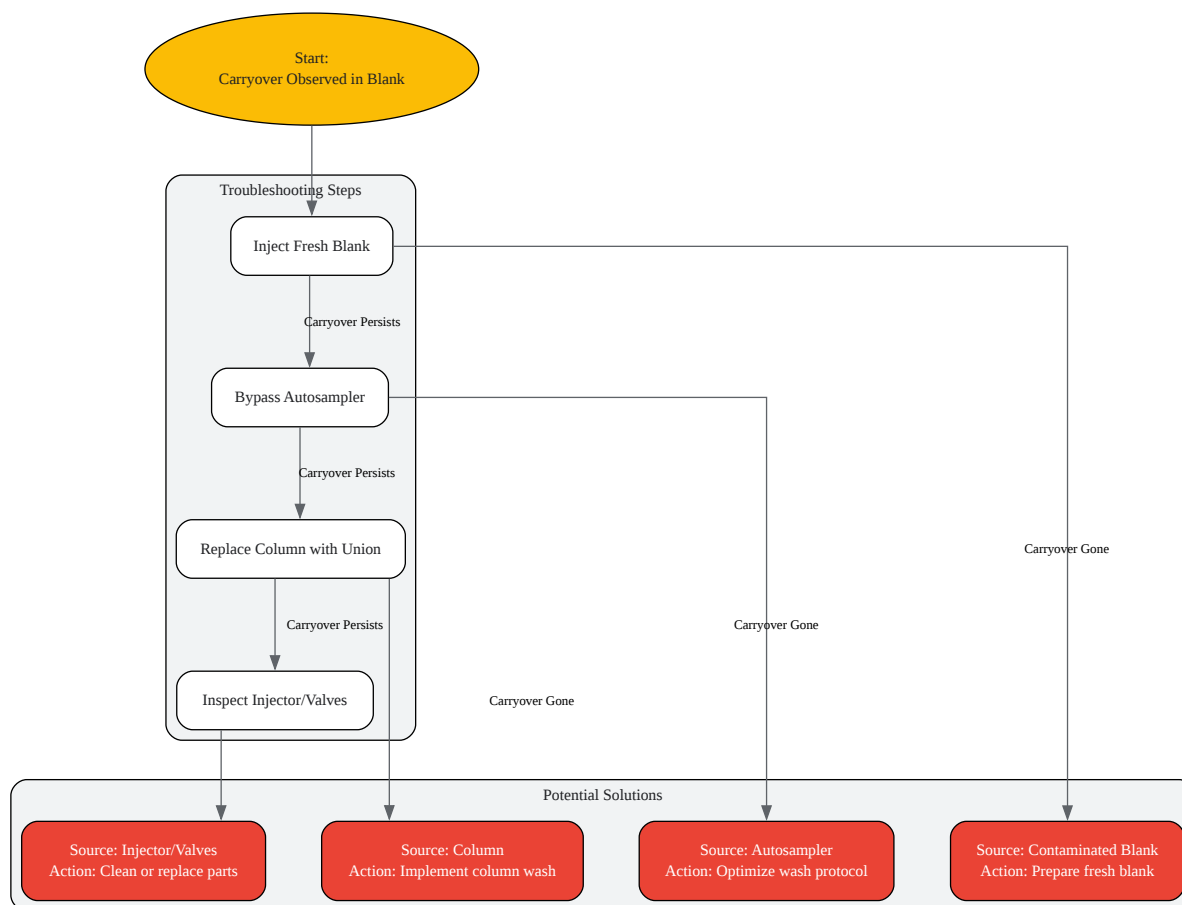 Start:
Carryover Observed in Blank
Troubleshooting Steps
Inject Fresh Blank
Carryover Persists
Bypass Autosampler
Carryover Persists
Replace Column with Union
Carryover Gone
Carryover Persists
Carryover Gone
Inspect Injector/Valves
Carryover Gone
Potential Solutions
Source: Injector/Valves
Action: Clean or replace parts
Source: Column
Action: Implement column wash
Source: Autosampler
Action: Optimize wash protocol
Source: Contaminated Blank
Action: Prepare fresh blank